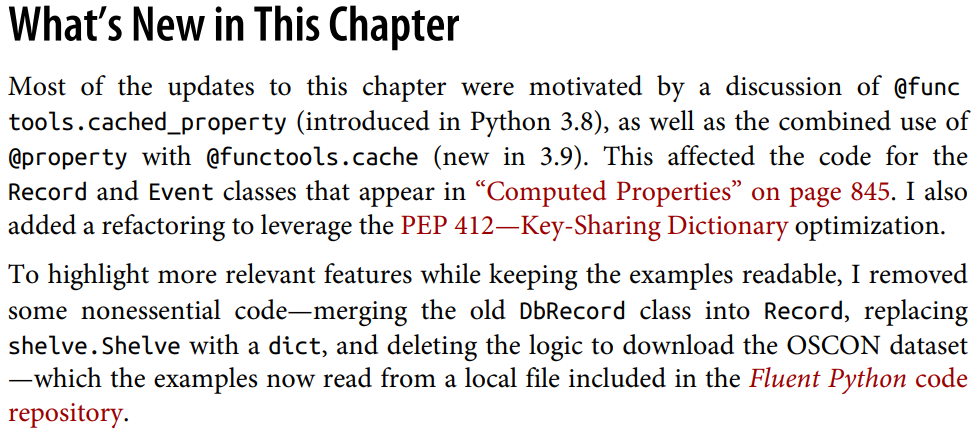 What’s New in This Chapter
Most of the updates to this chapter were motivated by a discussion of @func
tools.cached_property (introduced in Python 3.8), as well as the combined use of
@property with @functools.cache (new in 3.9). This affected the code for the
Record and Event classes that appear in “Computed Properties” on page 845. I also
added a refactoring to leverage the PEP 412—Key-Sharing Dictionary optimization.
To highlight more relevant features while keeping the examples readable, I removed
some nonessential code—merging the old DbRecord class into Record, replacing
shelve.Shelve with a dict, and deleting the logic to download the OSCON dataset
—which the examples now read from a local file included in the Fluent Python code
repository.